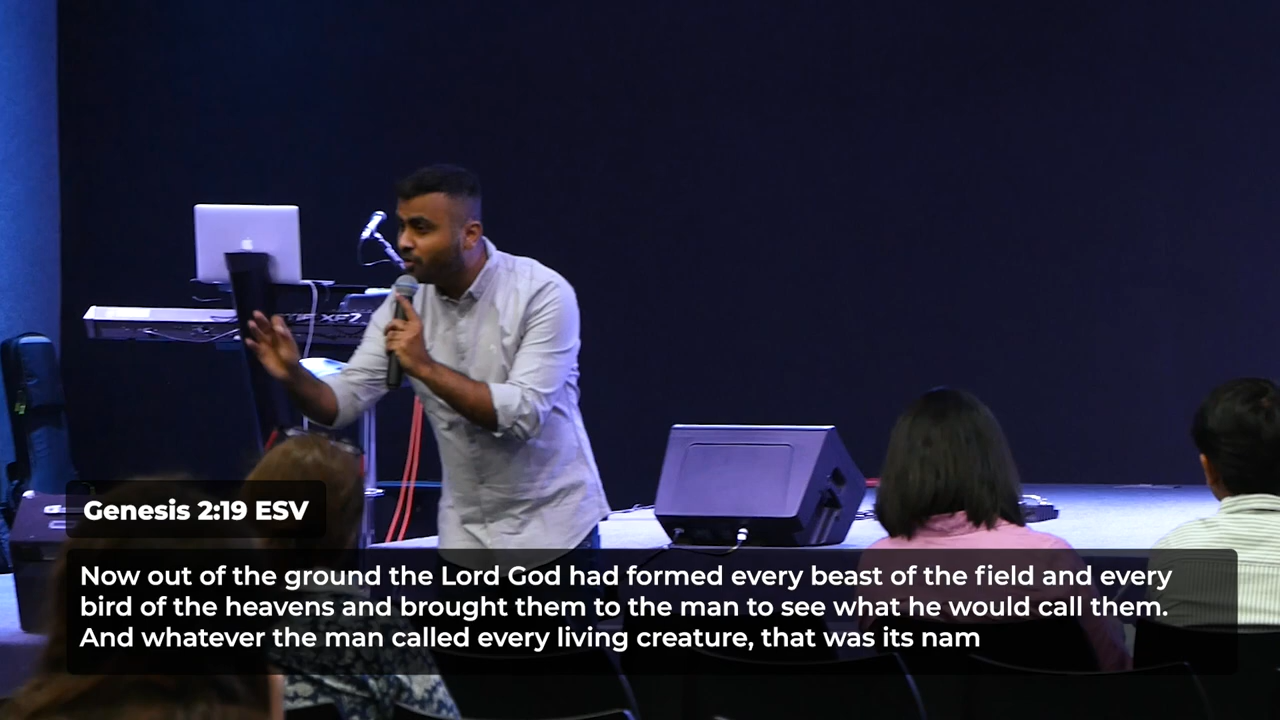 Genesis 2:19 ESV
Now out of the ground the Lord God had formed every beast of the field and every
bird of the heavens and brought them to the man to see what he would call them.
And whatever the man called every living creature, that was its nam